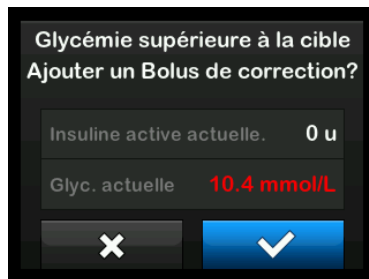 Glycémie supérieure à la cible
Ajouter un Bolus de correction?
Insuline active actuelle. 0 u
Glyc. actuelle 10.4 mmol/L